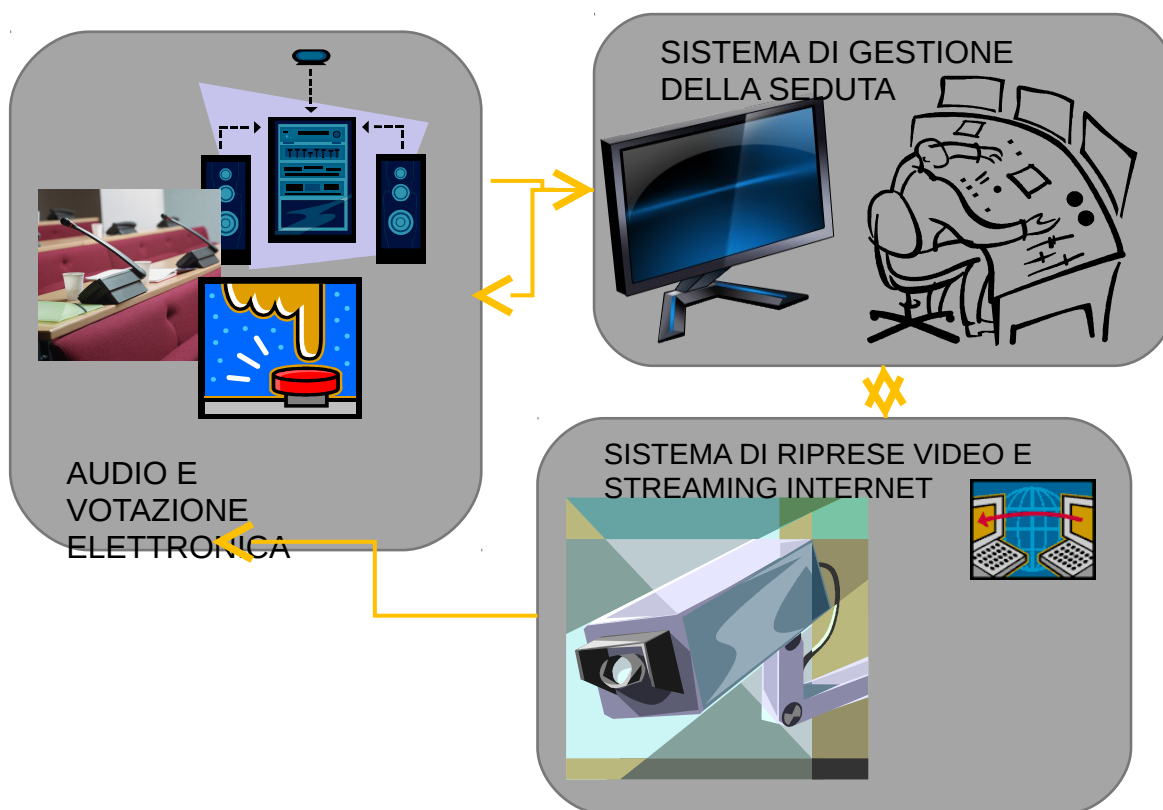 SISTEMA DI GESTIONE
DELLA SEDUTA
AUDIO E
VOTAZIONE
ELETTRONICA
SISTEMA DI RIPRESE VIDEO E
STREAMING INTERNET